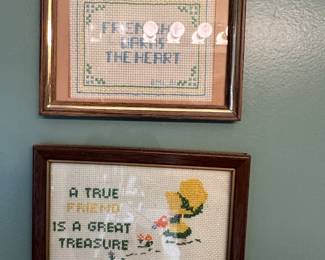 FRIENDSHIP
WARMS
THE HEART
A TRUE
FRIEND
IS A GREAT
TREASURE